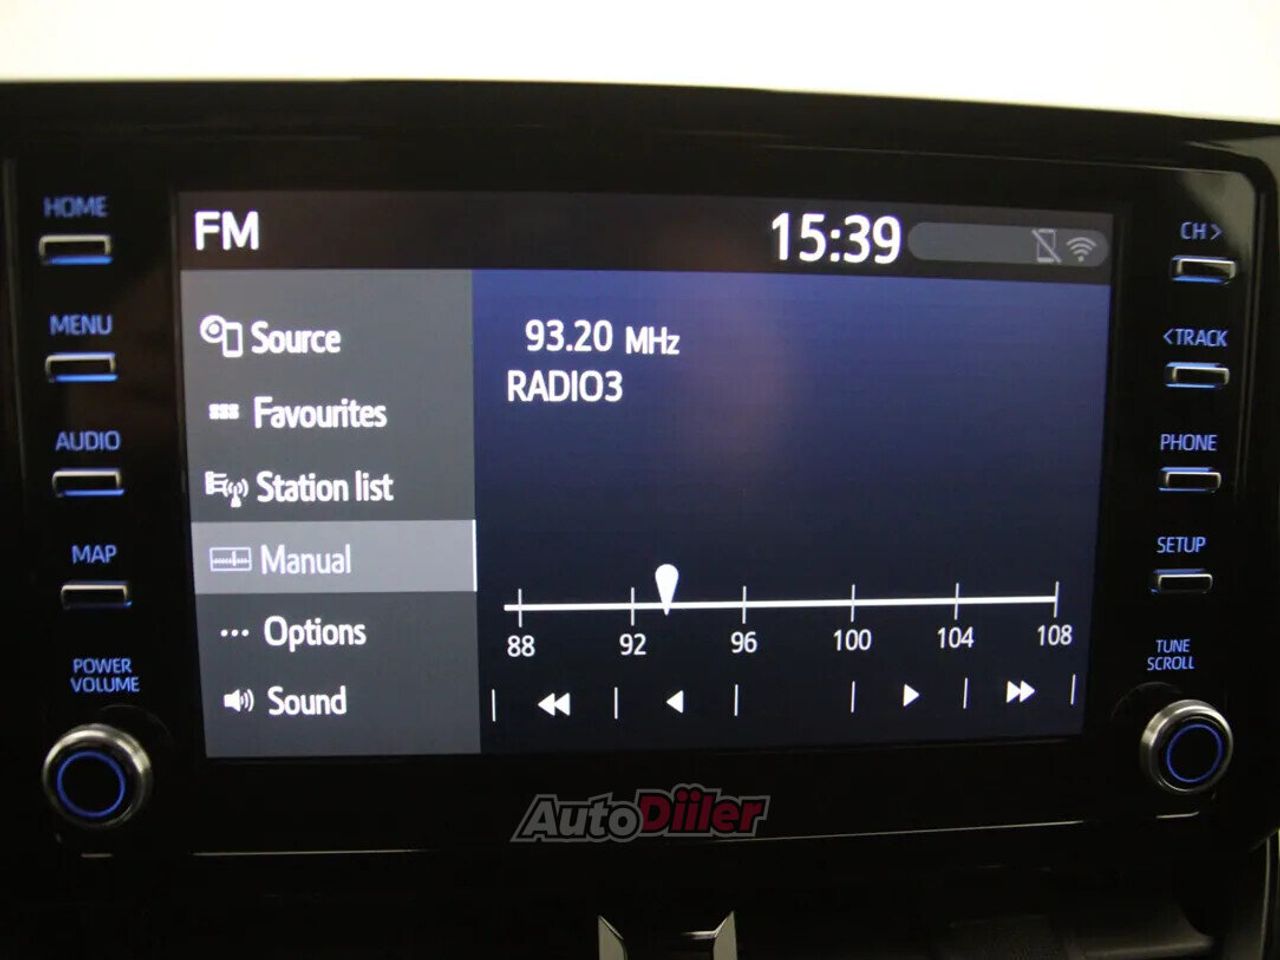 HOME
MENU
AUDIO
MAP
POWER
VOLUME
FM
15:39
Source
Favourites
Station list
Manual
Options
Sound
93.20 MHz
RADIO3
88 92 96 100 104 108
CH >
<TRACK
PHONE
SETUP
TUNE
SCROLL
AutoDiiler